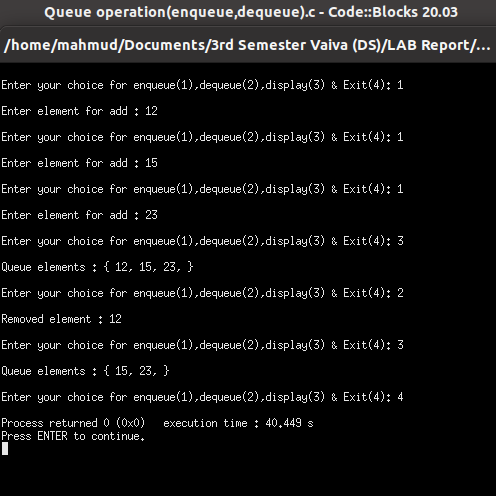 Queue operation(enqueue,dequeue).c - Code::Blocks 20.03
/home/mahmud/Documents/3rd Semester Vaiva (DS)/LAB Report/...
Enter your choice for enqueue(1),dequeue(2),display(3) & Exit(4): 1
Enter element for add : 12
Enter your choice for enqueue(1),dequeue(2),display(3) & Exit(4): 1
Enter element for add : 15
Enter your choice for enqueue(1),dequeue(2),display(3) & Exit(4): 1
Enter element for add : 23
Enter your choice for enqueue(1),dequeue(2),display(3) & Exit(4): 3
Queue elements : { 12, 15, 23, }
Enter your choice for enqueue(1),dequeue(2),display(3) & Exit(4): 2
Removed element : 12
Enter your choice for enqueue(1),dequeue(2),display(3) & Exit(4): 3
Queue elements : { 15, 23, }
Enter your choice for enqueue(1),dequeue(2),display(3) & Exit(4): 4
Process returned 0 (0x0)   execution time : 40.449 s
Press ENTER to continue.